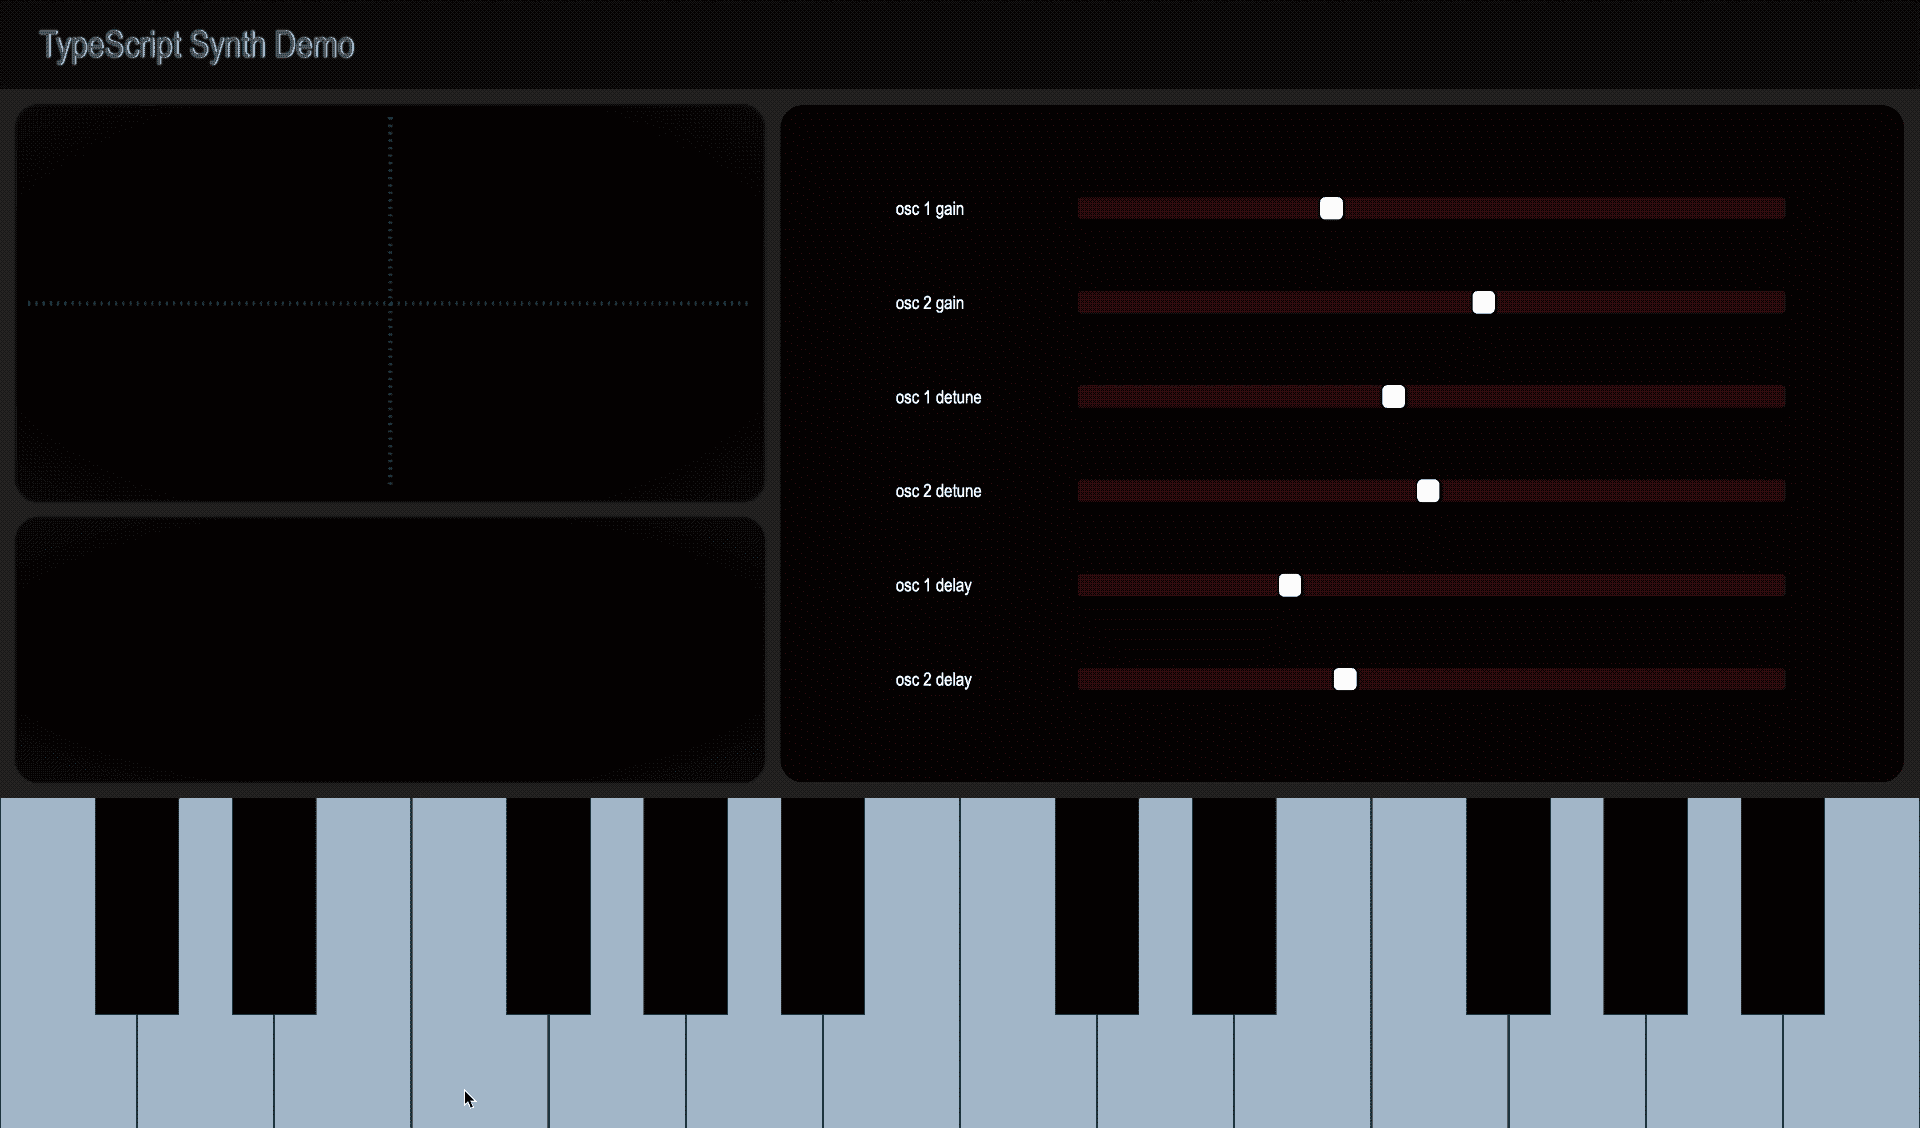 TypeScript Synth Demo
osc 1 gain
osc 2 gain
osc 1 detune
osc 2 detune
osc 1 delay
osc 2 delay